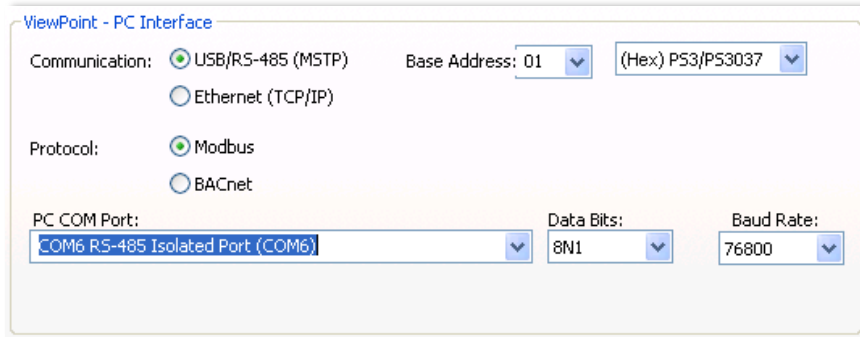 ViewPoint - PC Interface
Communication: USB/RS-485 (MSTP) Base Address: 01 (Hex) PS3/PS3037
Ethernet (TCP/IP)
Protocol: Modbus
BACnet
PC COM Port: Data Bits: Baud Rate:
COM6 RS-485 Isolated Port (COM6) 8N1 76800